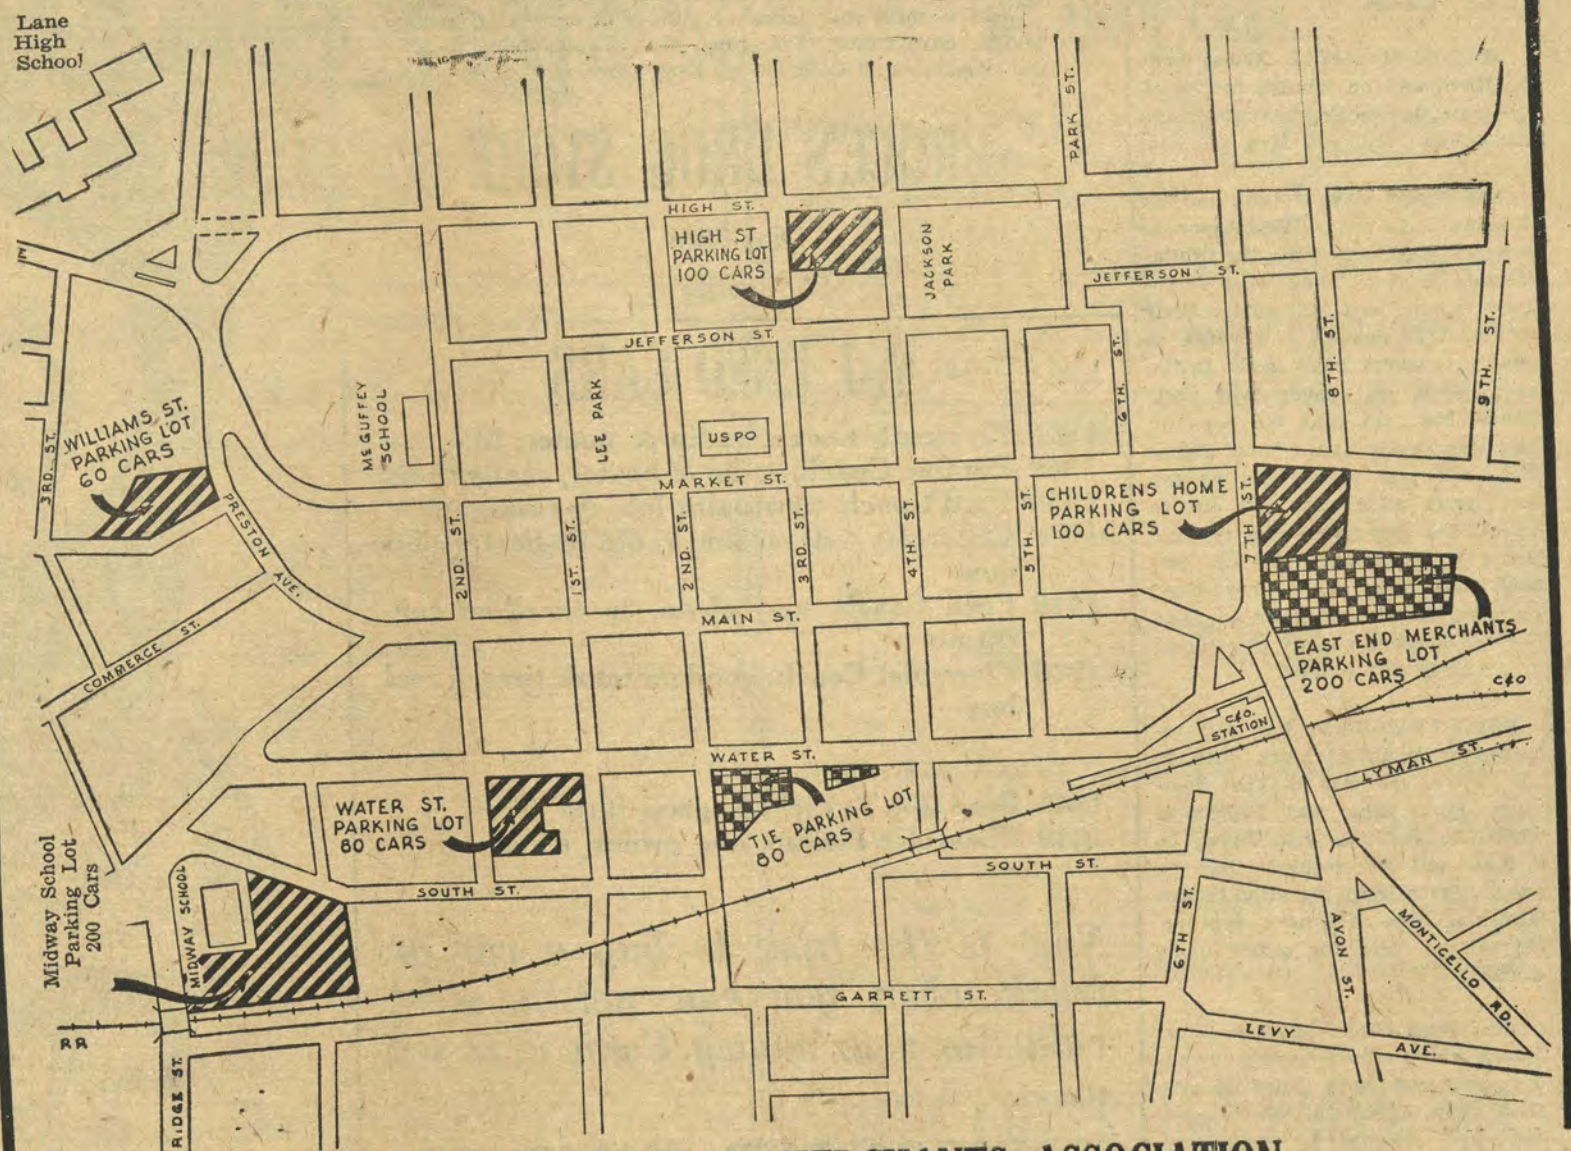 Lane
High
School
PARK ST.
HIGH ST.
HIGH ST
PARKING LOT
100 CARS
JACKSON
PARK
JEFFERSON ST.
JEFFERSON ST.
6TH. ST.
8TH. ST.
9TH. ST.
WILLIAMS ST.
PARKING LOT
60 CARS
3RD. ST.
MCGUFFEY
SCHOOL
LEE PARK
USPO
MARKET ST.
PRESTON AVE.
2ND. ST.
1ST. ST.
2ND. ST.
3RD. ST.
4TH. ST.
5TH. ST.
CHILDRENS HOME
PARKING LOT
100 CARS
7TH ST.
MAIN ST.
COMMERCE ST.
EAST END MERCHANTS
PARKING LOT
200 CARS
C&O
C&O.
STATION
WATER ST.
LYMAN ST.
WATER ST.
PARKING LOT
80 CARS
TIE PARKING LOT
80 CARS
SOUTH ST.
SOUTH ST.
Midway School
Parking Lot
200 Cars
MIDWAY SCHOOL
6TH ST.
AVON ST.
MONTICELLO RD.
GARRETT ST.
LEVY AVE.
RR
RIDGE ST.
ASSOCIATION